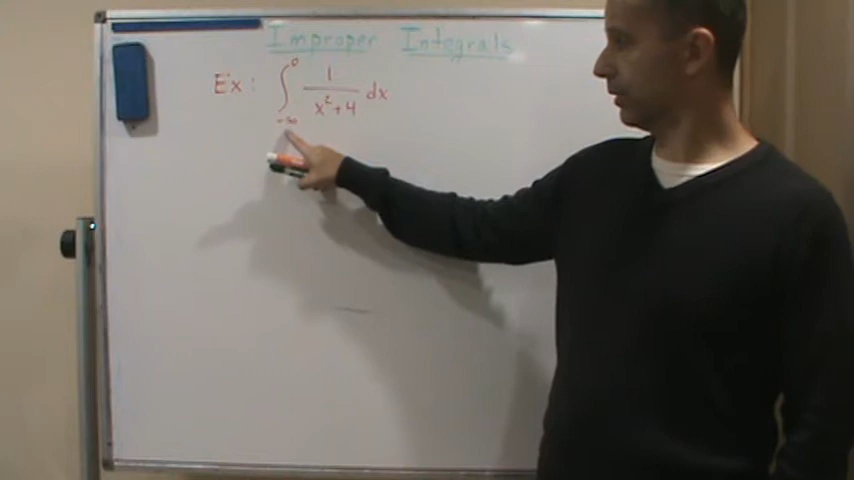 Improper Integrals
Ex: ∫_{-∞}^{0} 1/(x²+4) dx